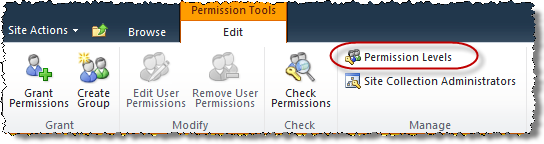 Permission Tools
Site Actions
Browse
Edit
Grant Permissions
Create Group
Edit User Permissions
Remove User Permissions
Check Permissions
Permission Levels
Site Collection Administrators
Grant
Modify
Check
Manage